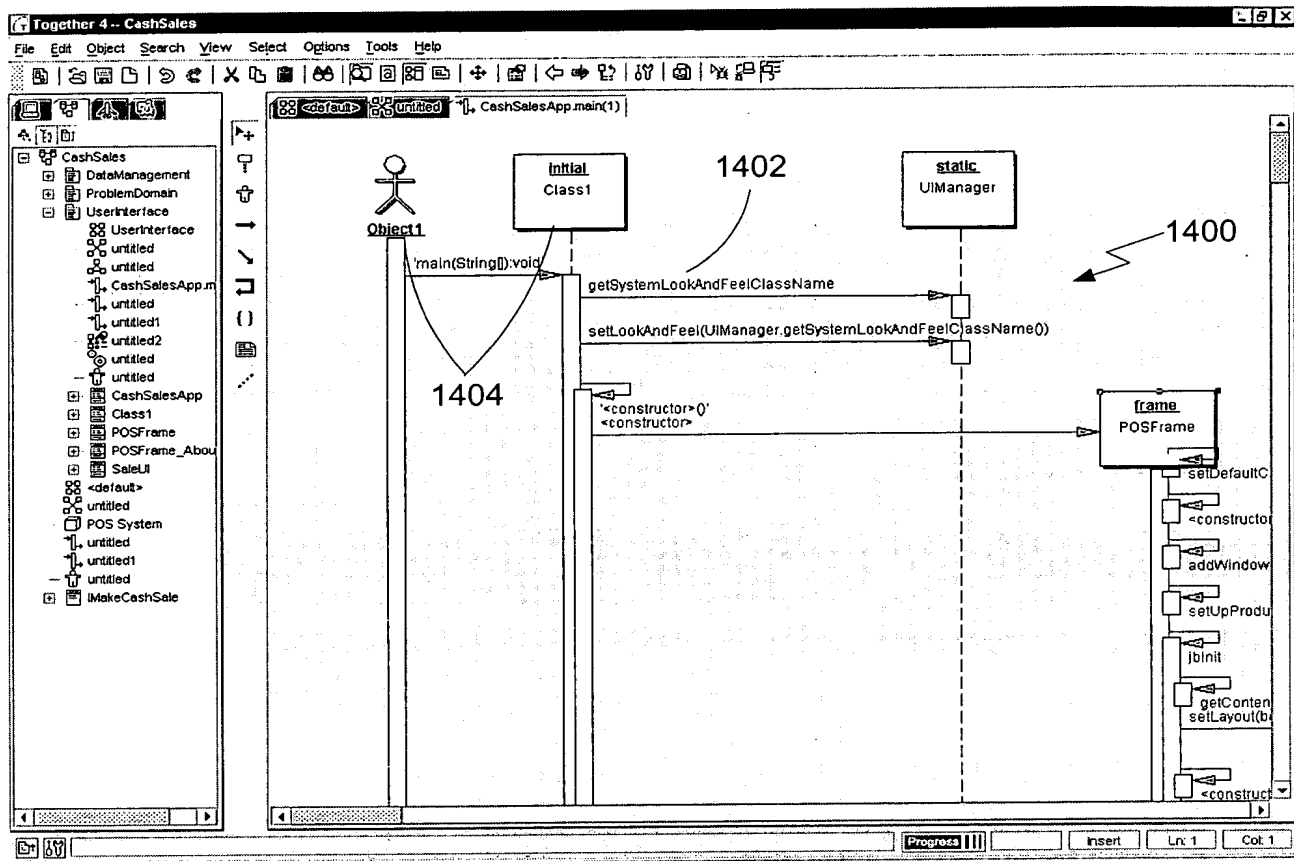 Together 4 -- CashSales
File Edit Object Search View Select Options Tools Help
<default>
untitled
CashSalesApp.main(1)
CashSales
DataManagement
ProblemDomain
UserInterface
UserInterface
untitled
untitled
CashSalesApp.m
untitled
untitled1
untitled2
untitled
untitled
CashSalesApp
Class1
POSFrame
POSFrame_Abou
SaleUI
<default>
untitled
POS System
untitled
untitled1
untitled
IMakeCashSale
Object1
initial
Class1
1402
static
UIManager
1400
'main(String[]):void
getSystemLookAndFeelClassName
setLookAndFeel(UIManager.getSystemLookAndFeelClassName())
1404
'<constructor>()'
<constructor>
frame
POSFrame
setDefaultC
<constructor
addWindow
setUpProdu
jbInit
getConten
setLayout(b
<construct
Progress
Insert
Ln: 1
Col: 1